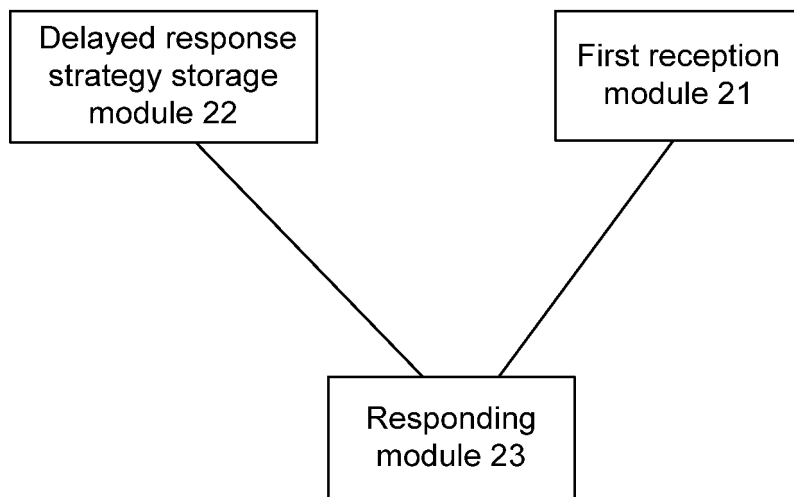 Delayed response
strategy storage
module 22
First reception
module 21
Responding
module 23